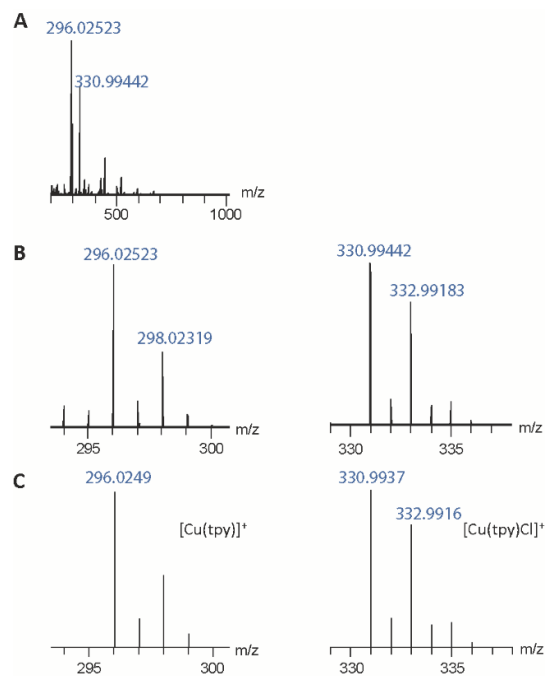 A
296.02523
330.99442
m/z
500
1000
B
296.02523
298.02319
m/z
295
300
330.99442
332.99183
m/z
330
335
C
296.0249
[Cu(tpy)]⁺
m/z
295
300
330.9937
332.9916
[Cu(tpy)Cl]⁺
m/z
330
335